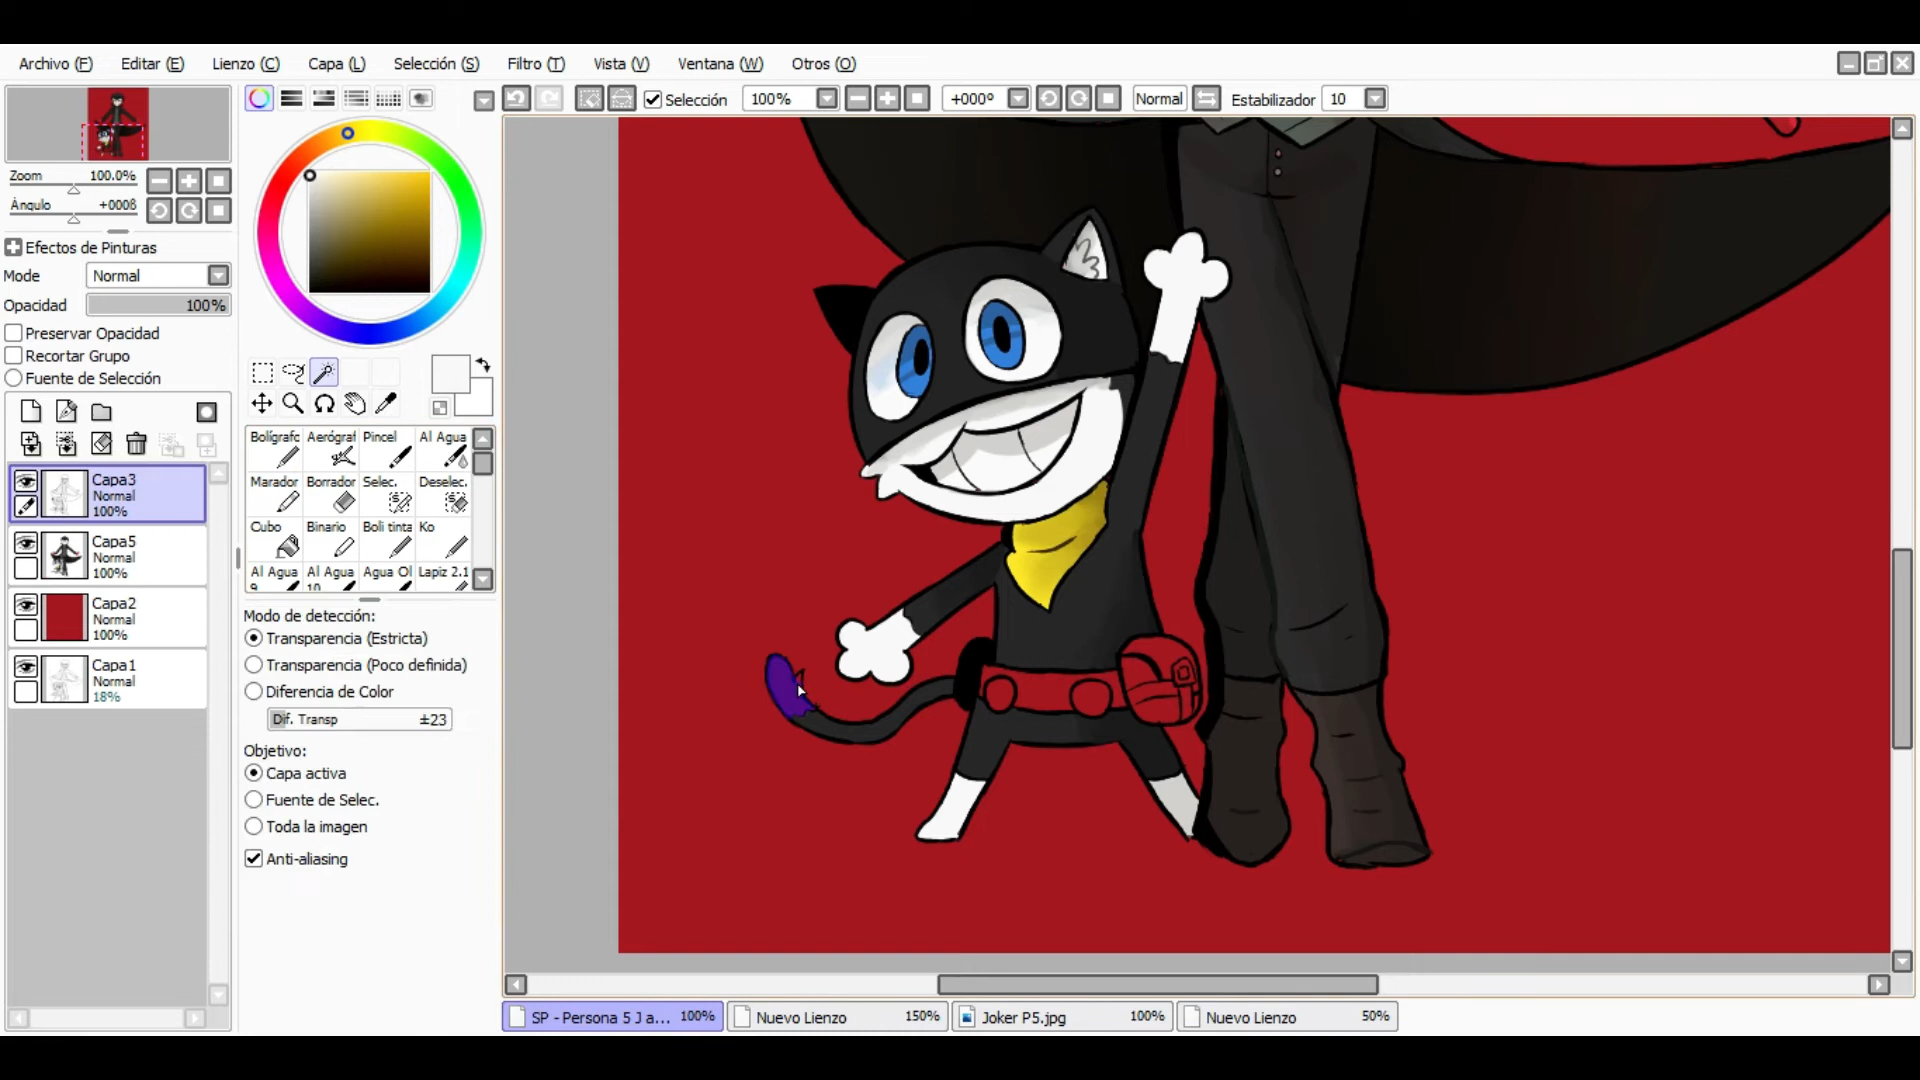 Archivo (F) Editar (E) Lienzo (C) Capa (L) Selección (S) Filtro (T) Vista (V) Ventana (W) Otros (O)
Selección 100% +000º Normal Estabilizador 10
Zoom 100.0%
Ángulo +000ß
Efectos de Pinturas
Mode Normal
Opacidad 100%
Preservar Opacidad
Recortar Grupo
Fuente de Selección
Capa3
Normal
100%
Capa5
Normal
100%
Capa2
Normal
100%
Capa1
Normal
18%
Bolígrafo Aerógraf Pincel Al Agua
Marador Borrador Selec. Deselec.
Cubo Binario Boli tinta Ko
Al Agua 9 Al Agua 10 Agua Ol Lapiz 2.1
Modo de detección:
Transparencia (Estricta)
Transparencia (Poco definida)
Diferencia de Color
Dif. Transp ±23
Objetivo:
Capa activa
Fuente de Selec.
Toda la imagen
Anti-aliasing
SP - Persona 5 J a... 100% Nuevo Lienzo 150% Joker P5.jpg 100% Nuevo Lienzo 50%